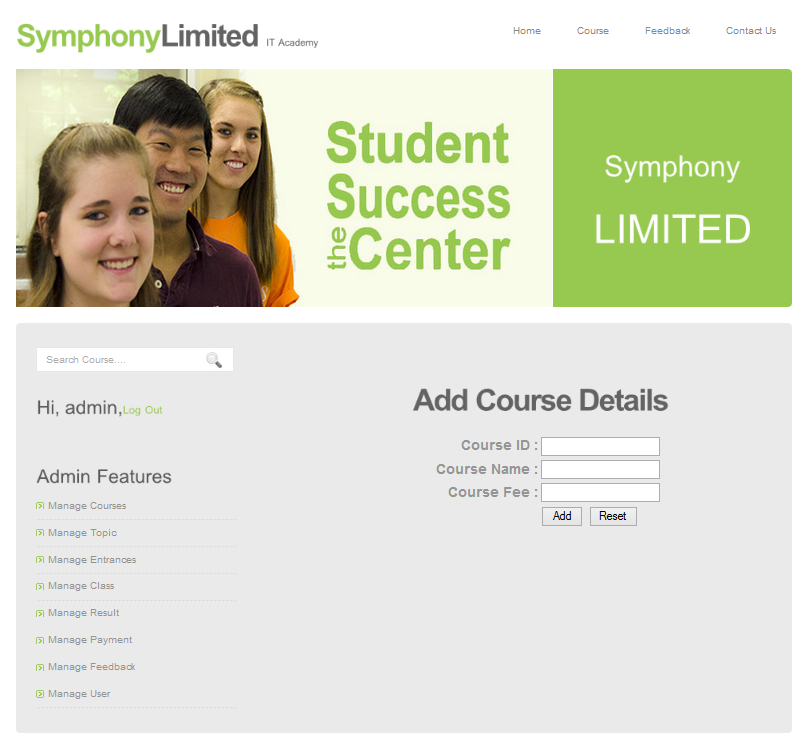 SymphonyLimited IT Academy
Home Course Feedback Contact Us
Student
Success
the Center
Symphony
LIMITED
Search Course....
Hi, admin,Log Out
Admin Features
Manage Courses
Manage Topic
Manage Entrances
Manage Class
Manage Result
Manage Payment
Manage Feedback
Manage User
Add Course Details
Course ID :
Course Name :
Course Fee :
Add Reset